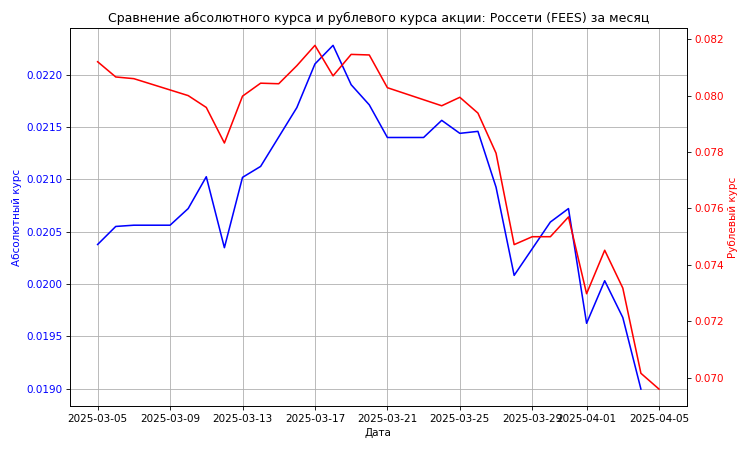 Сравнение абсолютного курса и рублевого курса акции: Россети (FEES) за месяц
0.0220
0.0215
0.0210
0.0205
0.0200
0.0195
0.0190
Абсолютный курс
0.082
0.080
0.078
0.076
0.074
0.072
0.070
Рублевый курс
2025-03-05 2025-03-09 2025-03-13 2025-03-17 2025-03-21 2025-03-25 2025-03-29 2025-04-01 2025-04-05
Дата